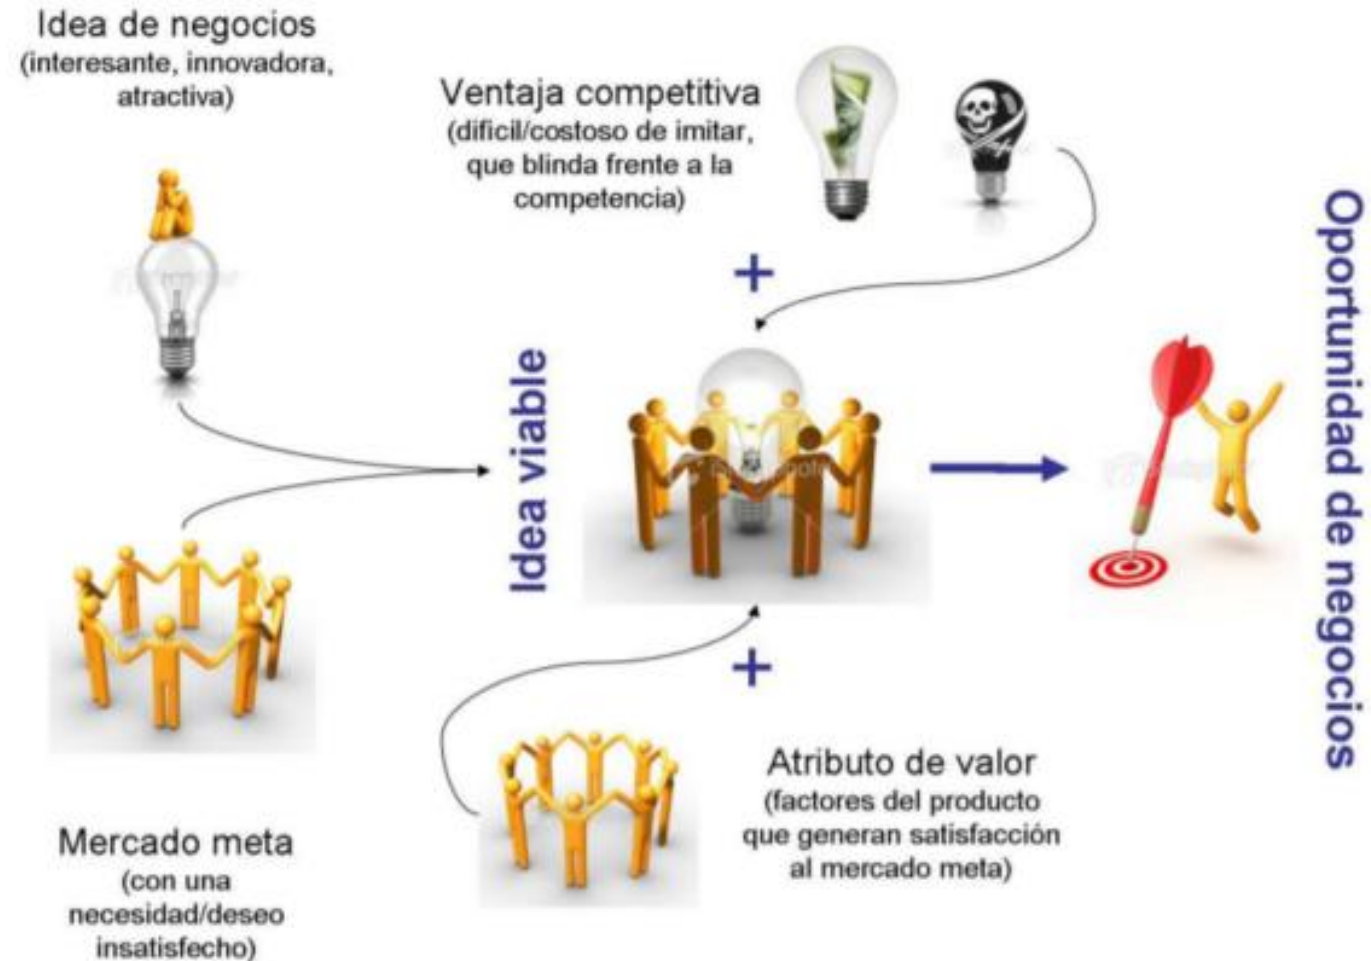 Idea de negocios
(interesante, innovadora,
atractiva)
Ventaja competitiva
(dificil/costoso de imitar,
que blinda frente a la
competencia)
+
Idea viable
Oportunidad de negocios
+
Mercado meta
(con una
necesidad/deseo
insatisfecho)
Atributo de valor
(factores del producto
que generan satisfacción
al mercado meta)